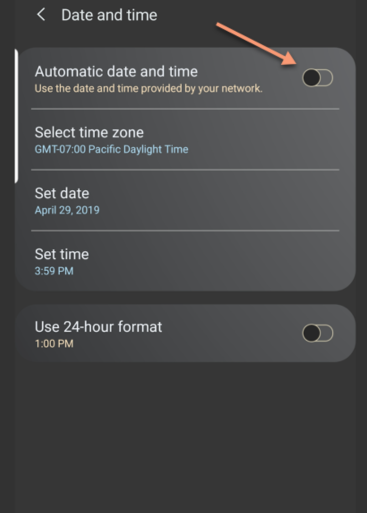 Date and time
Automatic date and time
Use the date and time provided by your network.
Select time zone
GMT-07:00 Pacific Daylight Time
Set date
April 29, 2019
Set time
3:59 PM
Use 24-hour format
1:00 PM